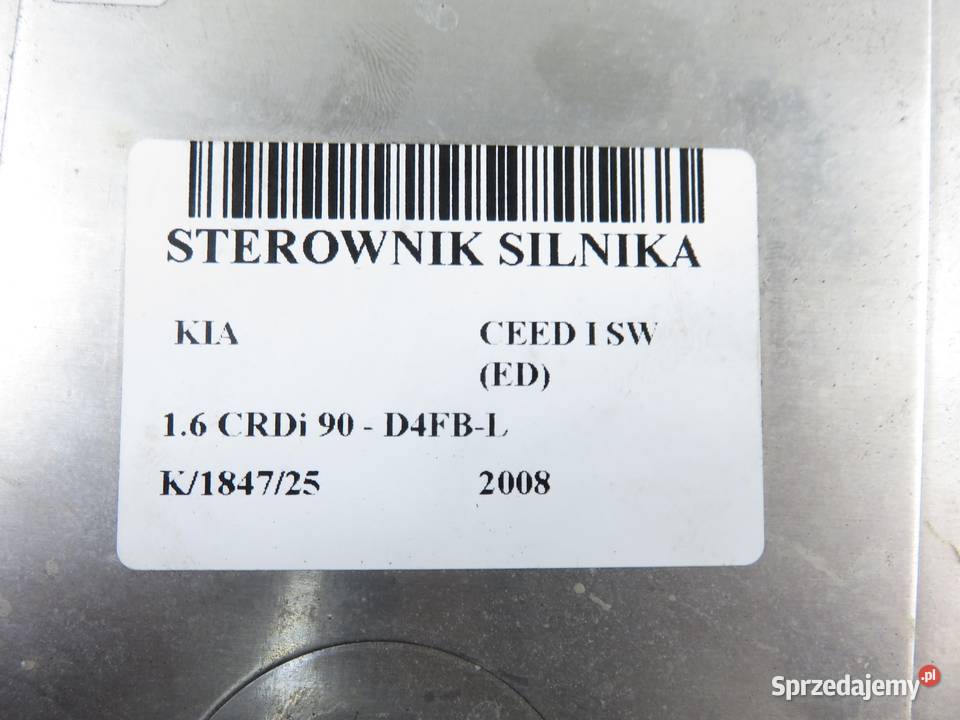 STEROWNIK SILNIKA
KIA CEED I SW
(ED)
1.6 CRDi 90 - D4FB-L
K/1847/25 2008
Sprzedajemy.pl